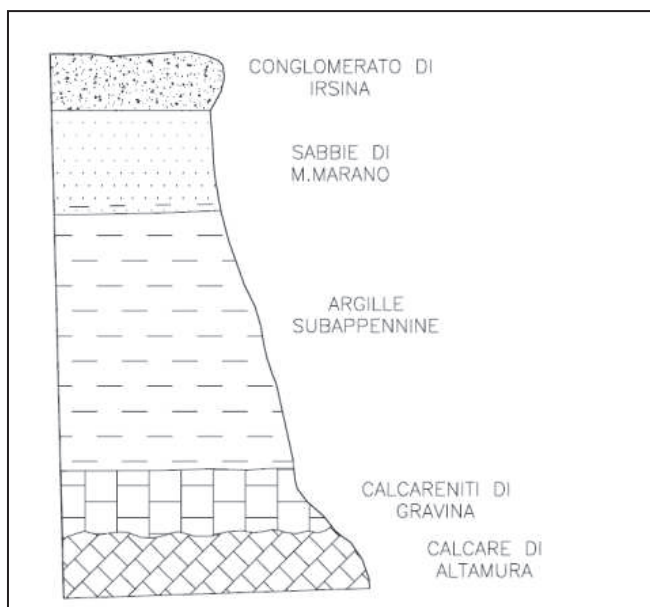 CONGLOMERATO DI
IRSINA
SABBIE DI
M.MARANO
ARGILLE
SUBAPPENNINE
CALCARENITI DI
GRAVINA
CALCARE DI
ALTAMURA